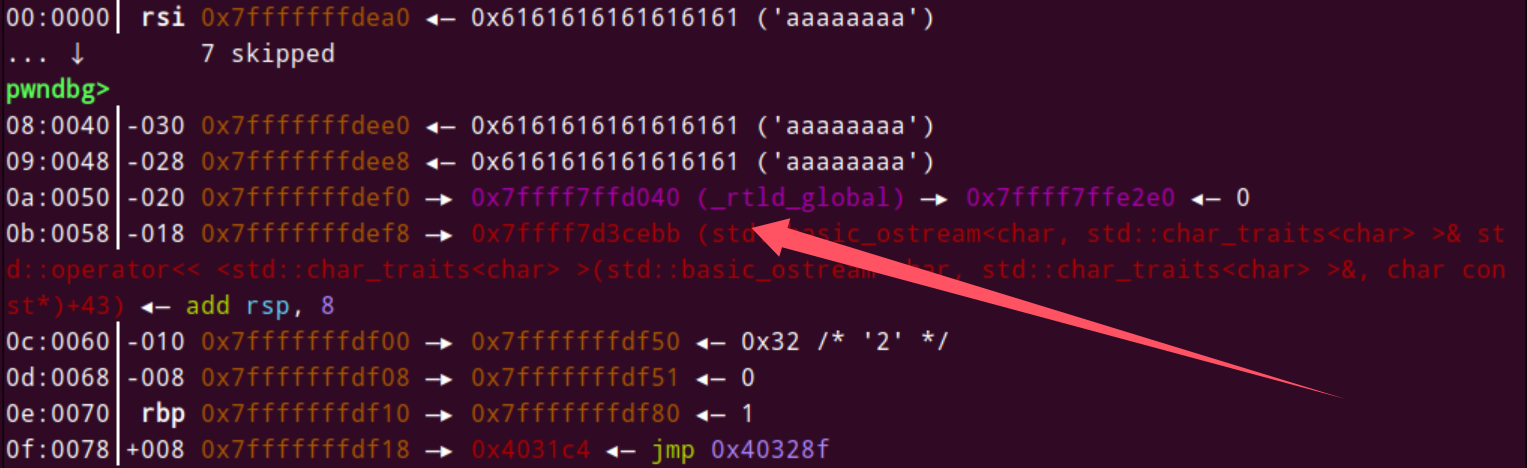 00:0000│ rsi 0x7fffffffdea0 ◂— 0x6161616161616161 ('aaaaaaaa')
... ↓ 7 skipped
pwndbg>
08:0040│-030 0x7fffffffdee0 ◂— 0x6161616161616161 ('aaaaaaaa')
09:0048│-028 0x7fffffffdee8 ◂— 0x6161616161616161 ('aaaaaaaa')
0a:0050│-020 0x7fffffffdef0 —▸ 0x7ffff7ffd040 (_rtld_global) —▸ 0x7ffff7ffe2e0 ◂— 0
0b:0058│-018 0x7fffffffdef8 —▸ 0x7ffff7d3cebb (std::basic_ostream<char, std::char_traits<char> >& st
d::operator<< <std::char_traits<char> >(std::basic_ostream<char, std::char_traits<char> >&, char con
st*)+43) ◂— add rsp, 8
0c:0060│-010 0x7fffffffdf00 —▸ 0x7fffffffdf50 ◂— 0x32 /* '2' */
0d:0068│-008 0x7fffffffdf08 —▸ 0x7fffffffdf51 ◂— 0
0e:0070│ rbp 0x7fffffffdf10 —▸ 0x7fffffffdf80 ◂— 1
0f:0078│+008 0x7fffffffdf18 —▸ 0x4031c4 ◂— jmp 0x40328f